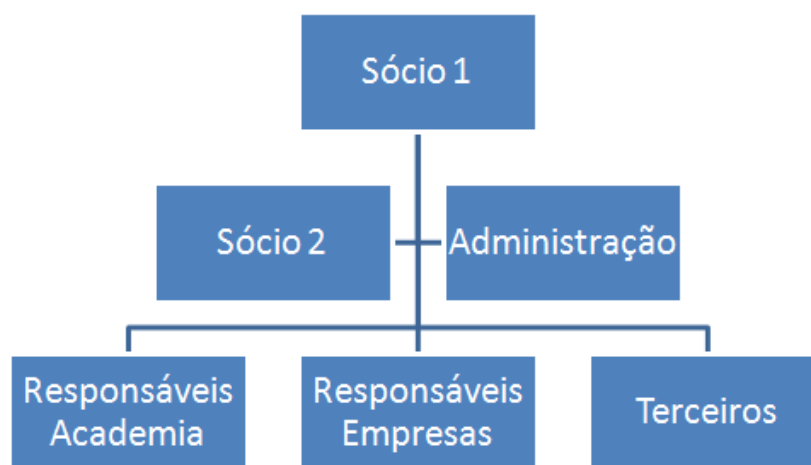 Sócio 1
Sócio 2
Administração
Responsáveis
Academia
Responsáveis
Empresas
Terceiros